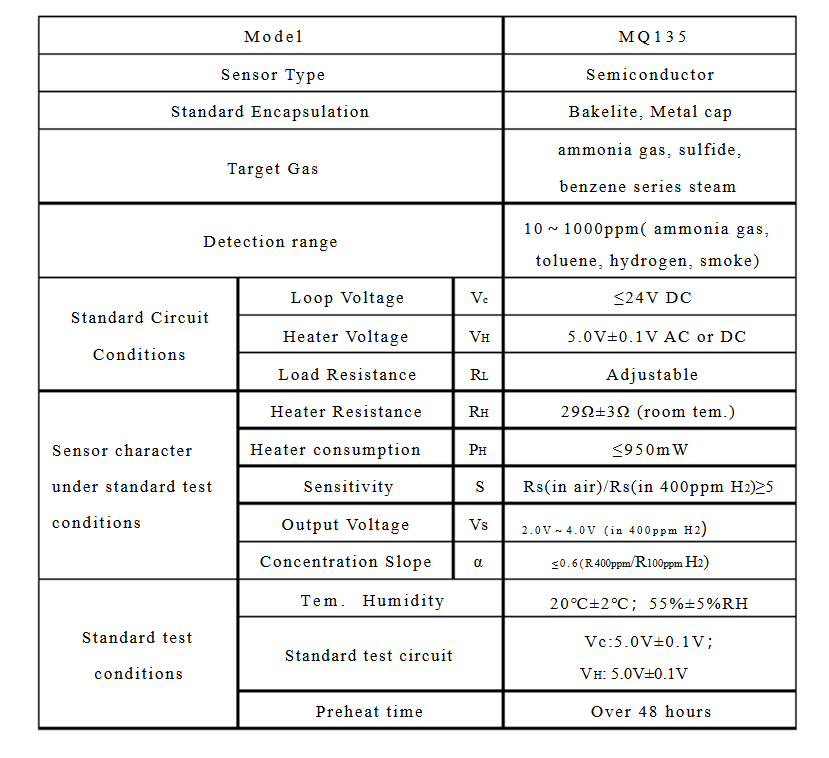 Model MQ135
Sensor Type Semiconductor
Standard Encapsulation Bakelite, Metal cap
Target Gas ammonia gas, sulfide,
benzene series steam
Detection range 10～1000ppm( ammonia gas,
toluene, hydrogen, smoke)
Standard Circuit
Conditions
Loop Voltage Vc ≤24V DC
Heater Voltage VH 5.0V±0.1V AC or DC
Load Resistance RL Adjustable
Sensor character
under standard test
conditions
Heater Resistance RH 29Ω±3Ω (room tem.)
Heater consumption PH ≤950mW
Sensitivity S Rs(in air)/Rs(in 400ppm H2)≥5
Output Voltage Vs 2.0V～4.0V (in 400ppm H2)
Concentration Slope α ≤0.6(R400ppm/R100ppm H2)
Standard test
conditions
Tem. Humidity 20℃±2℃；55%±5%RH
Standard test circuit Vc:5.0V±0.1V；
VH: 5.0V±0.1V
Preheat time Over 48 hours